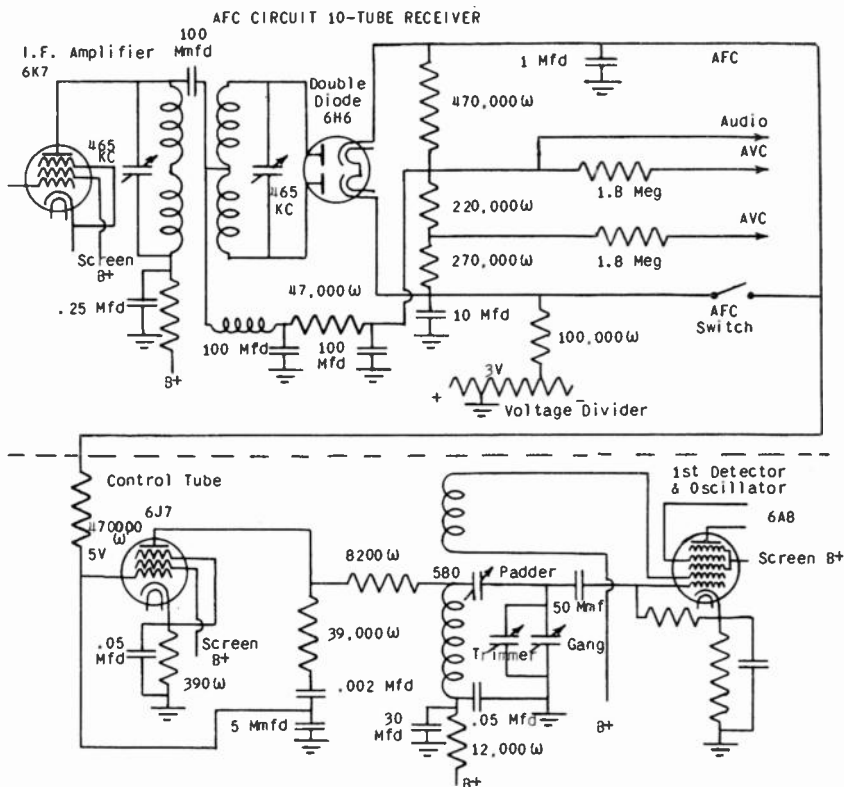 AFC CIRCUIT 10-TUBE RECEIVER
I.F. Amplifier
6K7
100
Mmfd
465
KC
Screen
B+
.25 Mfd
B+
465
KC
Double
Diode
6H6
1 Mfd
AFC
470,000Ω
Audio
AVC
1.8 Meg
220,000Ω
AVC
1.8 Meg
270,000Ω
47,000Ω
100 Mfd
100
Mfd
10 Mfd
AFC
Switch
100,000Ω
3V
+
-
Voltage Divider
Control Tube
6J7
470000
Ω
5V
.05
Mfd
390Ω
Screen
B+
8200Ω
39,000Ω
.002 Mfd
5 Mmfd
580
Padder
50 Mmf
Trimmer
Gang
30
Mfd
.05 Mfd
12,000Ω
B+
B+
1st Detector
& Oscillator
6A8
Screen B+